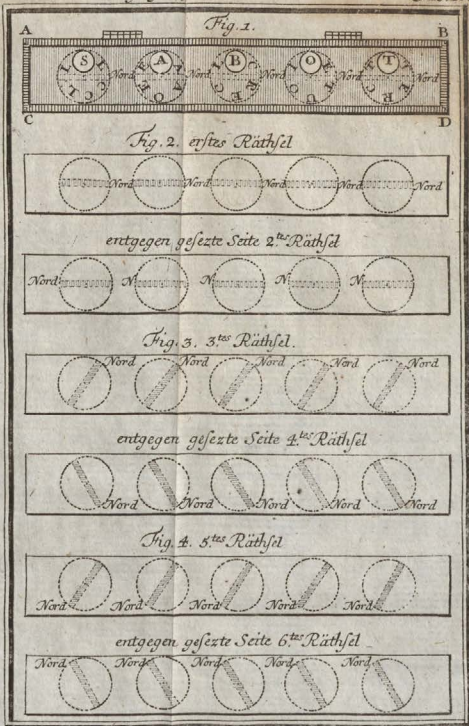 Fig. 1.
A B
S A B O T
Nord Nord Nord Nord Nord
C D
Fig. 2. erstes Räthsel
Nord Nord Nord Nord Nord
entgegen gesezte Seite 2.tes Räthsel
Nord N N N N
Fig. 3. 3.tes Räthsel.
Nord Nord Nord Nord Nord
entgegen gesezte Seite 4.tes Räthsel
Nord Nord Nord Nord Nord
Fig. 4. 5.tes Räthsel
Nord Nord Nord Nord Nord
entgegen gesezte Seite 6.tes Räthsel
Nord Nord Nord Nord Nord